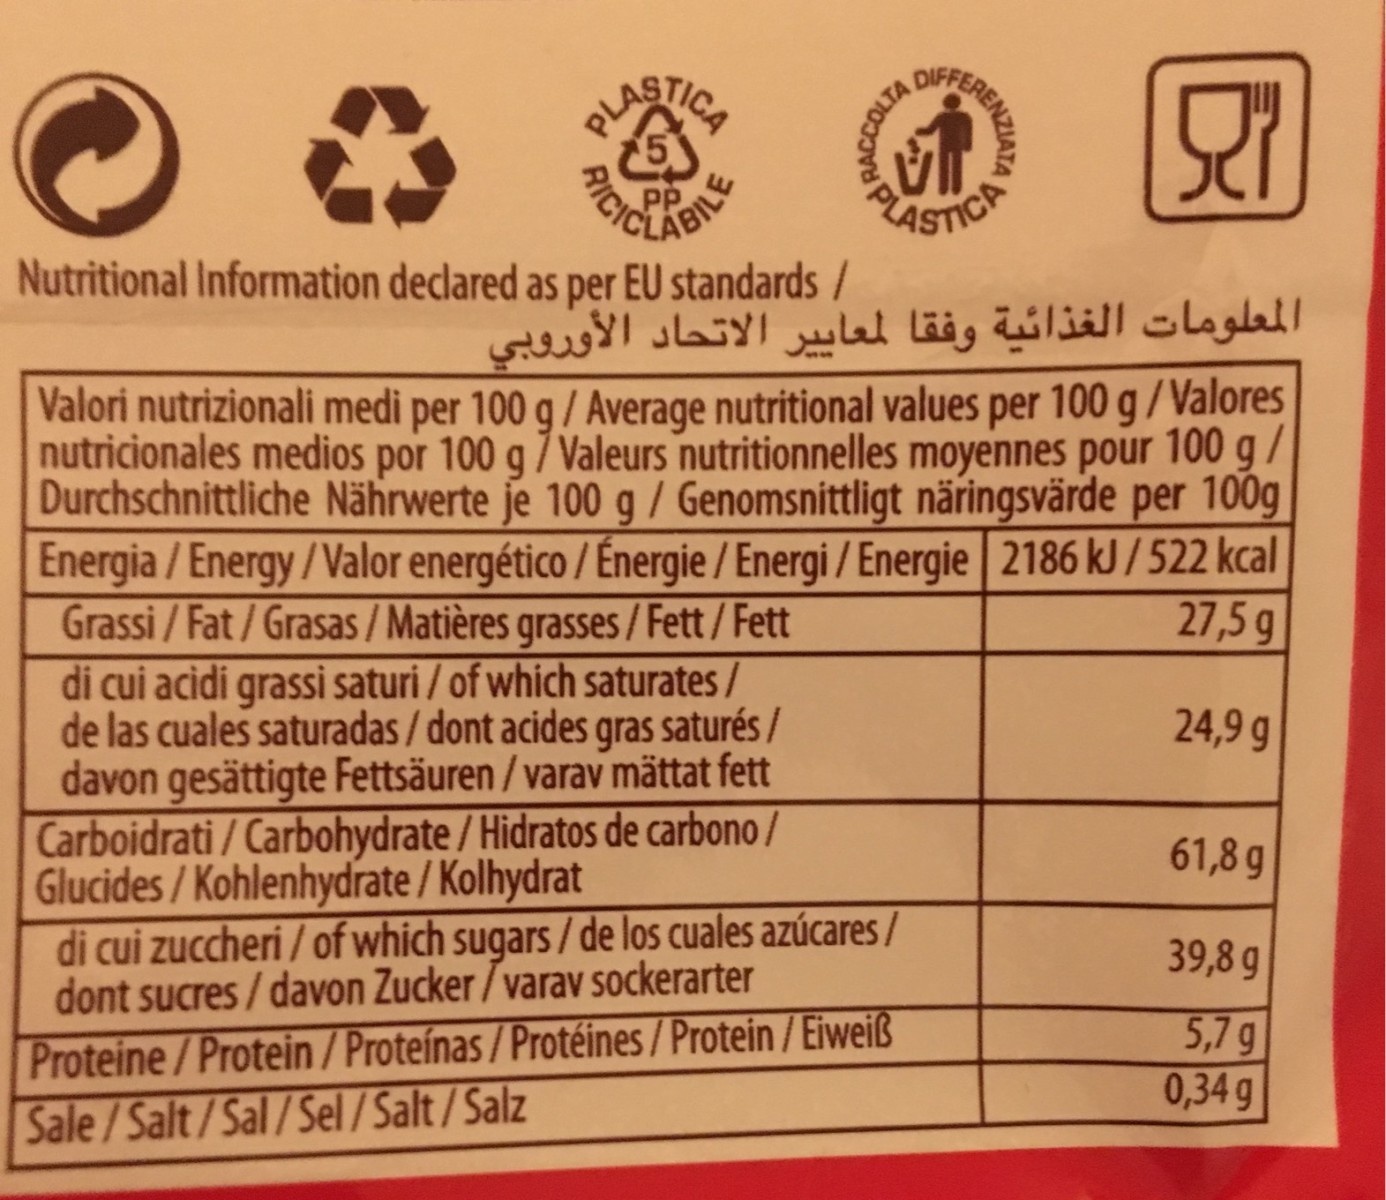 PLASTICA
5
PP
RICICLABILE
RACCOLTA DIFFERENZIATA
PLASTICA
Nutritional Information declared as per EU standards /
المعلومات الغذائية وفقا لمعايير الاتحاد الأوروبي
Valori nutrizionali medi per 100 g / Average nutritional values per 100 g / Valores
nutricionales medios por 100 g / Valeurs nutritionnelles moyennes pour 100 g /
Durchschnittliche Nährwerte je 100 g / Genomsnittligt näringsvärde per 100g
Energia / Energy / Valor energético / Énergie / Energi / Energie 2186 kJ / 522 kcal
Grassi / Fat / Grasas / Matières grasses / Fett / Fett 27,5 g
di cui acidi grassi saturi / of which saturates /
de las cuales saturadas / dont acides gras saturés / 24,9 g
davon gesättigte Fettsäuren / varav mättat fett
Carboidrati / Carbohydrate / Hidratos de carbono / 61,8 g
Glucides / Kohlenhydrate / Kolhydrat
di cui zuccheri / of which sugars / de los cuales azúcares / 39,8 g
dont sucres / davon Zucker / varav sockerarter
Proteine / Protein / Proteínas / Protéines / Protein / Eiweiß 5,7 g
Sale / Salt / Sal / Sel / Salt / Salz 0,34 g